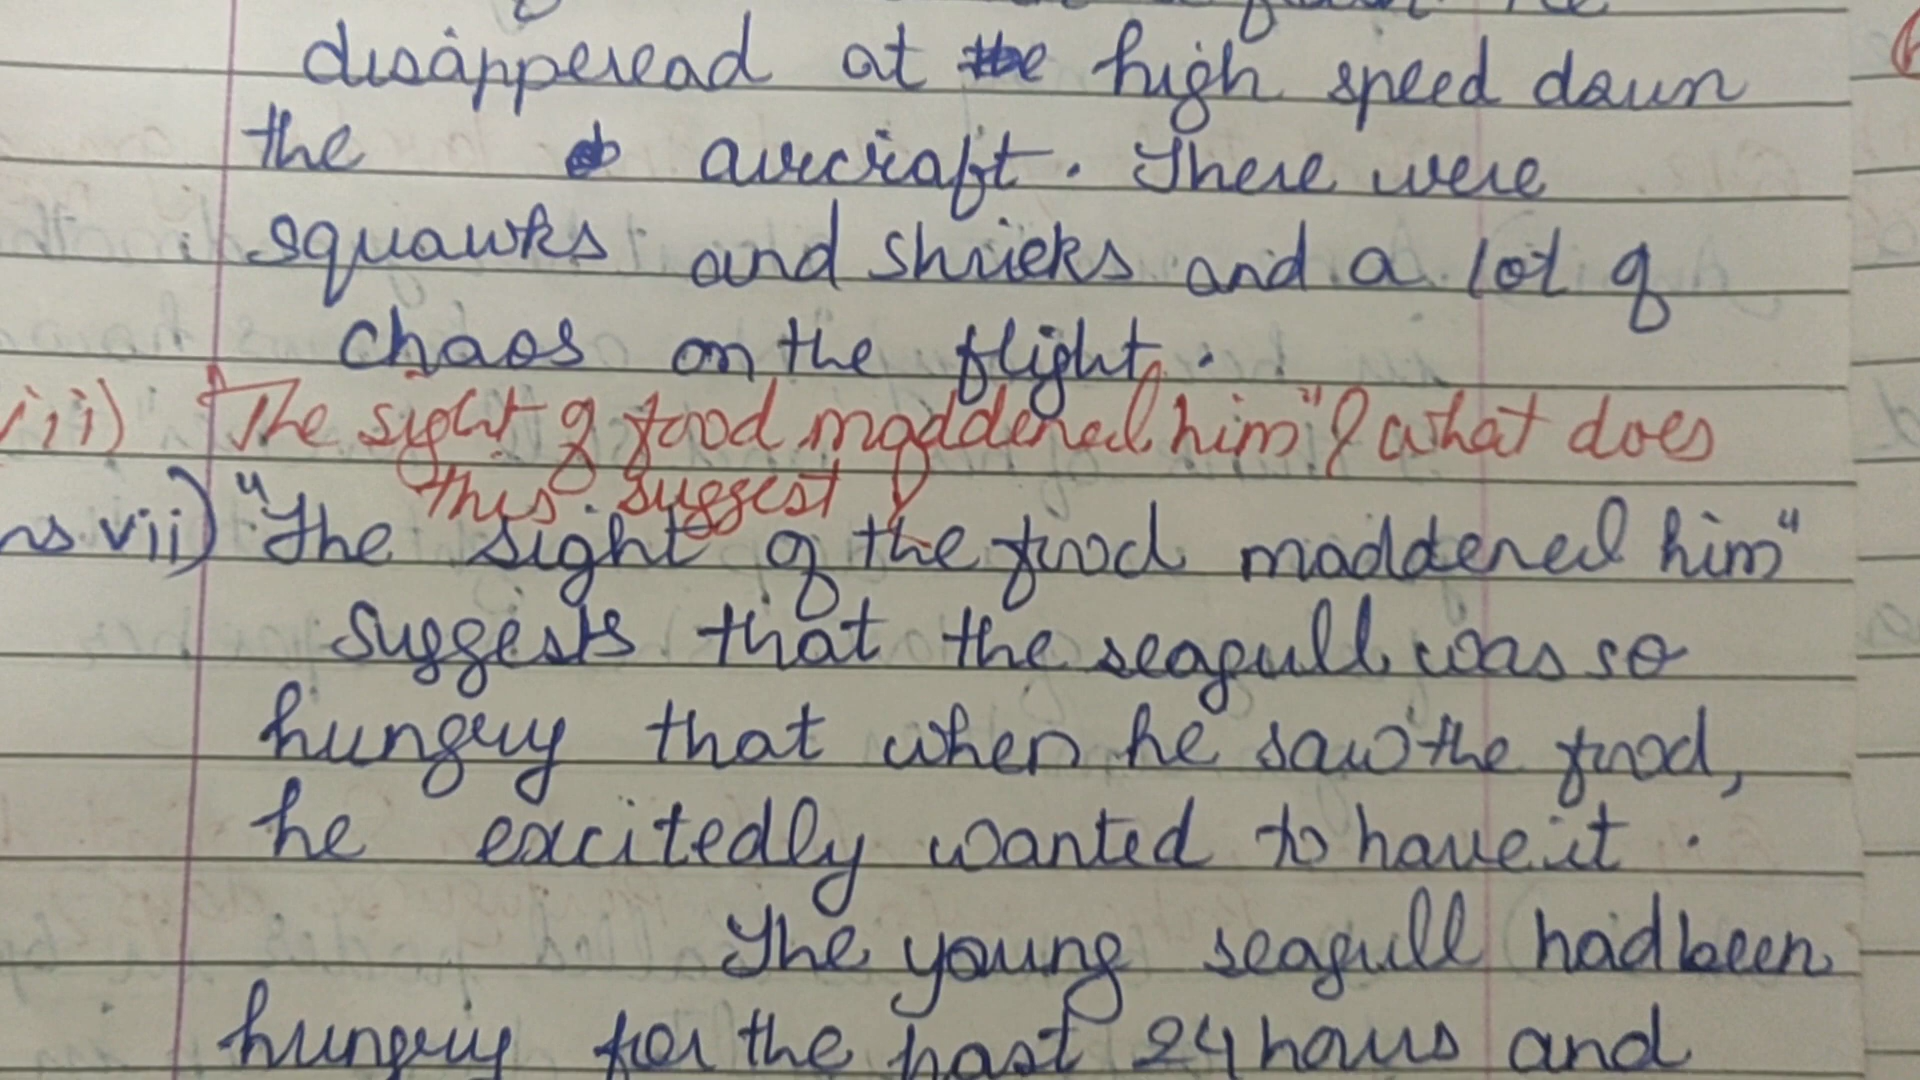 disapperead at the high speed down
the aircraft. There were
squawks and shrieks and a lot of
chaos on the flight.
iii) "The sight of food maddened him" ? what does
this suggest ?
ns vii) "The sight of the food maddened him"
suggests that the seagull was so
hungry that when he saw the food,
he excitedly wanted to have it.
The young seagull had been
hungry for the past 24 hours and